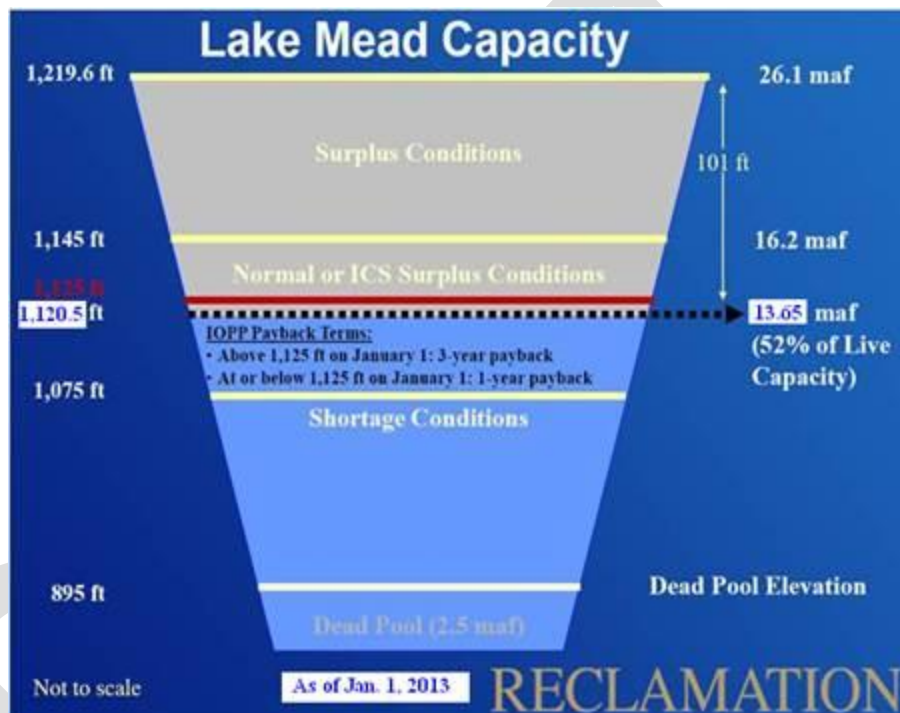 Lake Mead Capacity
1,219.6 ft
26.1 maf
Surplus Conditions
101 ft
1,145 ft
16.2 maf
Normal or ICS Surplus Conditions
1,125 ft
1,120.5 ft
13.65 maf
(52% of Live
Capacity)
IOPP Payback Terms:
• Above 1,125 ft on January 1: 3-year payback
• At or below 1,125 ft on January 1: 1-year payback
1,075 ft
Shortage Conditions
895 ft
Dead Pool Elevation
Dead Pool (2.5 maf)
Not to scale
As of Jan. 1, 2013
RECLAMATION